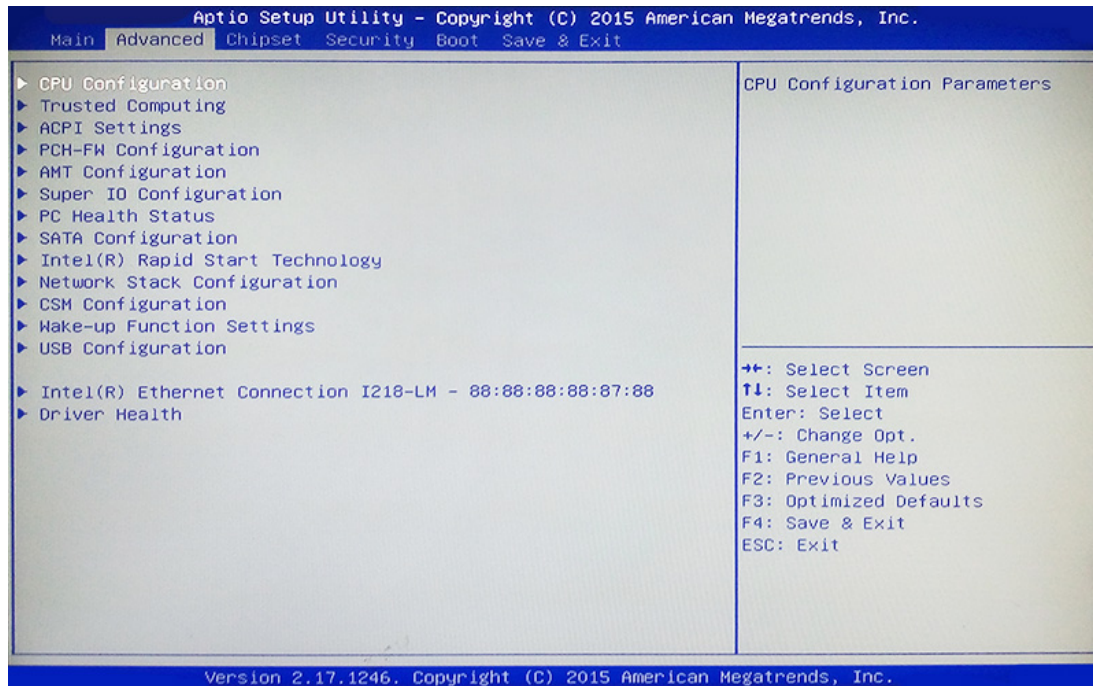 Aptio Setup Utility – Copyright (C) 2015 American Megatrends, Inc.
Main Advanced Chipset Security Boot Save & Exit
▶ CPU Configuration
▶ Trusted Computing
▶ ACPI Settings
▶ PCH-FW Configuration
▶ AMT Configuration
▶ Super IO Configuration
▶ PC Health Status
▶ SATA Configuration
▶ Intel(R) Rapid Start Technology
▶ Network Stack Configuration
▶ CSM Configuration
▶ Wake-up Function Settings
▶ USB Configuration
▶ Intel(R) Ethernet Connection I218-LM - 88:88:88:88:87:88
▶ Driver Health
CPU Configuration Parameters
→←: Select Screen
↑↓: Select Item
Enter: Select
+/-: Change Opt.
F1: General Help
F2: Previous Values
F3: Optimized Defaults
F4: Save & Exit
ESC: Exit
Version 2.17.1246. Copyright (C) 2015 American Megatrends, Inc.